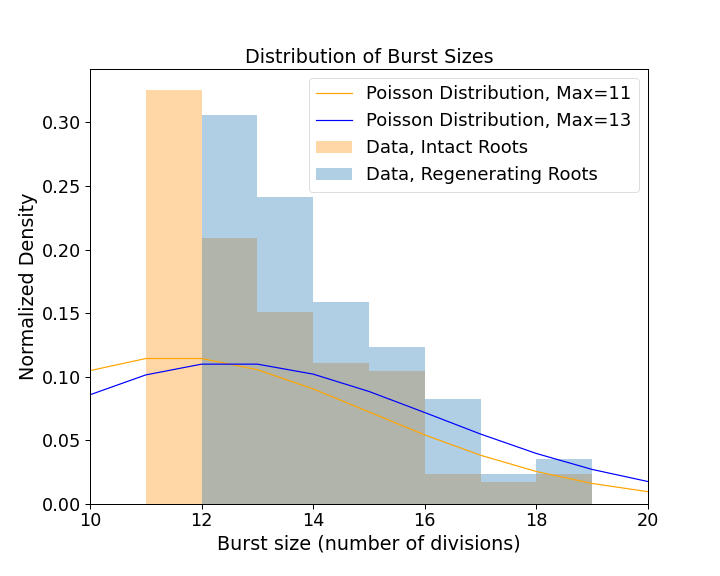 Distribution of Burst Sizes
Poisson Distribution, Max=11
Poisson Distribution, Max=13
Data, Intact Roots
Data, Regenerating Roots
Normalized Density
0.30
0.25
0.20
0.15
0.10
0.05
0.00
10 12 14 16 18 20
Burst size (number of divisions)